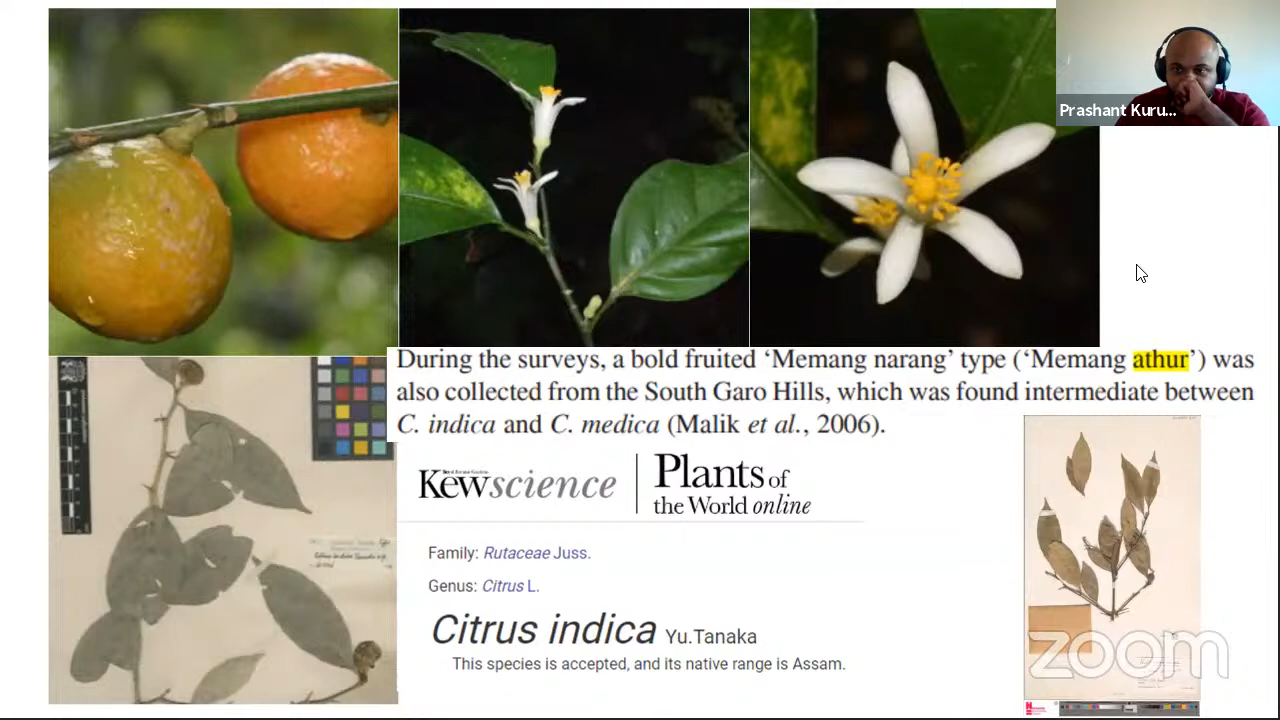 Prashant Kuru...
During the surveys, a bold fruited ‘Memang narang’ type (‘Memang athur’) was
also collected from the South Garo Hills, which was found intermediate between
C. indica and C. medica (Malik et al., 2006).
Kewscience
Plants of
the World online
Family: Rutaceae Juss.
Genus: Citrus L.
Citrus indica Yu.Tanaka
This species is accepted, and its native range is Assam.
zoom